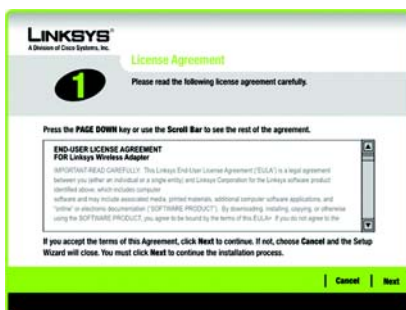 LINKSYS®
A Division of Cisco Systems, Inc.
License Agreement
1
Please read the following license agreement carefully.
Press the PAGE DOWN key or use the Scroll Bar to see the rest of the agreement.
END-USER LICENSE AGREEMENT
FOR Linksys Wireless Adapter
IMPORTANT-READ CAREFULLY: This Linksys End-User License Agreement ("EULA") is a legal agreement
between you (either an individual or a single entity) and Linksys Corporation for the Linksys software product
identified above, which includes computer
software and may include associated media, printed materials, additional computer software applications, and
"online" or electronic documentation ("SOFTWARE PRODUCT"). By downloading, installing, copying, or otherwise
using the SOFTWARE PRODUCT, you agree to be bound by the terms of this EULA. If you do not agree to the
If you accept the terms of this Agreement, click Next to continue. If not, choose Cancel and the Setup
Wizard will close. You must click Next to continue the installation process.
Cancel | Next